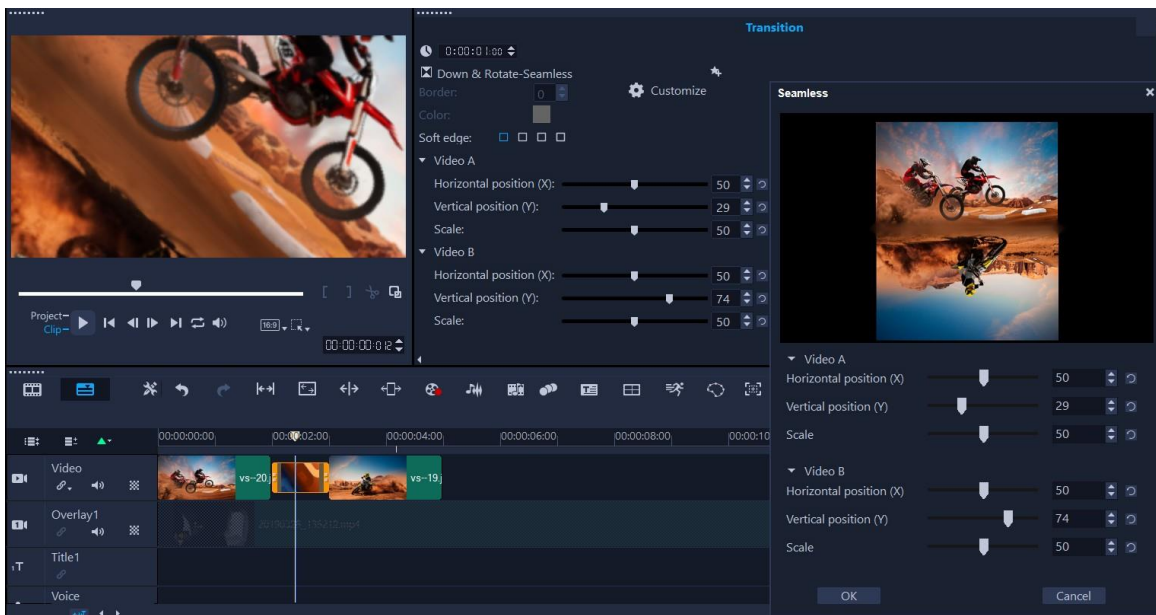 Transition
0:00:01:00
Down & Rotate-Seamless
Border: 0
Customize
Color:
Soft edge:
Video A
Horizontal position (X): 50
Vertical position (Y): 29
Scale: 50
Video B
Horizontal position (X): 50
Vertical position (Y): 74
Scale: 50
Project
Clip
16:9
00:00:00:012
Seamless
Video A
Horizontal position (X) 50
Vertical position (Y) 29
Scale 50
Video B
Horizontal position (X) 50
Vertical position (Y) 74
Scale 50
OK Cancel
00:00:00:00 00:00:02:00 00:00:04:00 00:00:06:00 00:00:08:00 00:00:10
Video
vs--20.j vs--19.j
Overlay1
Title1
Voice